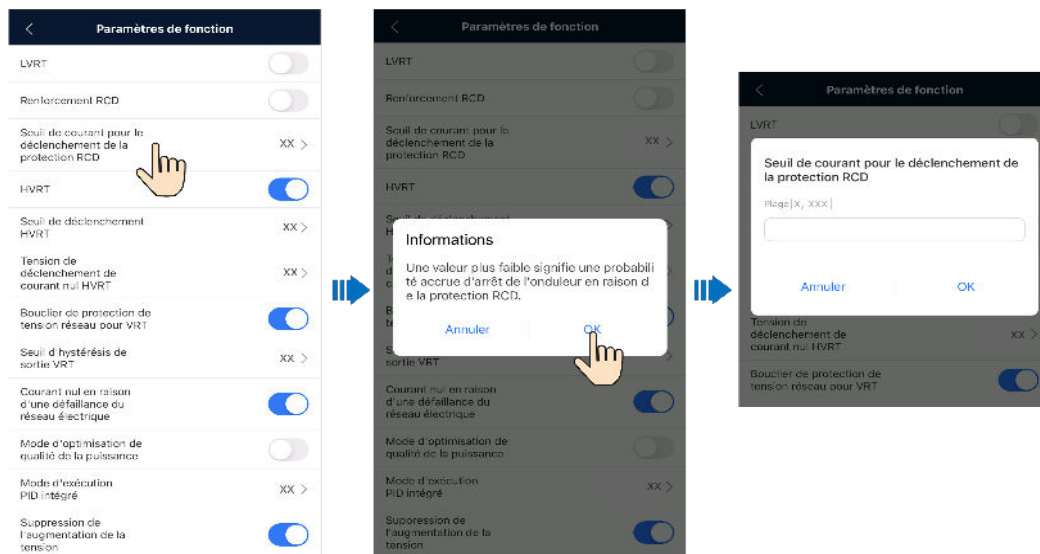 Paramètres de fonction
LVRT
Renforcement RCD
Seuil de courant pour le
déclenchement de la
protection RCD
XX
HVRT
Seuil de déclenchement
HVRT
XX
Tension de
déclenchement de
courant nul HVRT
XX
Bouclier de protection de
tension réseau pour VRT
Seuil d'hystérésis de
sortie VRT
XX
Courant nul en raison
d'une défaillance du
réseau électrique
Mode d'optimisation de
qualité de la puissance
Mode d'exécution
PID intégré
XX
Suppression de
l'augmentation de la
tension
Paramètres de fonction
LVRT
Renforcement RCD
Seuil de courant pour le
déclenchement de la
protection RCD
XX
HVRT
Seuil de déclenchement
Informations
Une valeur plus faible signifie une probabili
té accrue d'arrêt de l'onduleur en raison d
e la protection RCD.
Annuler
OK
sortie VRT
Courant nul en raison
d'une défaillance du
réseau électrique
Mode d'optimisation de
qualité de la puissance
Mode d'exécution
PID intégré
XX
Suppression de
l'augmentation de la
tension
Paramètres de fonction
LVRT
Seuil de courant pour le déclenchement de
la protection RCD
Plage[X, XXX]
Annuler
OK
Tension de
déclenchement de
courant nul HVRT
XX
Bouclier de protection de
tension réseau pour VRT